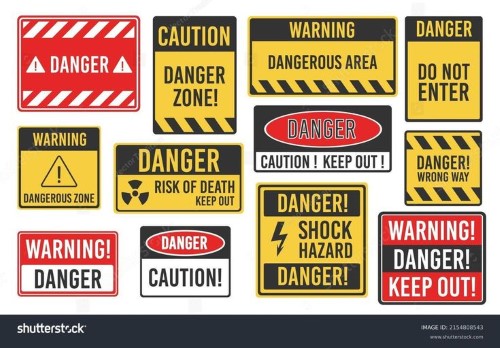 DANGER
CAUTION
DANGER
ZONE!
WARNING
DANGEROUS AREA
DANGER
DO NOT
ENTER
WARNING
DANGEROUS ZONE
DANGER
RISK OF DEATH
KEEP OUT
DANGER
CAUTION ! KEEP OUT !
DANGER!
WRONG WAY
WARNING!
DANGER
DANGER
CAUTION!
DANGER!
SHOCK
HAZARD
DANGER!
WARNING!
DANGER!
KEEP OUT!
shutterstock
IMAGE ID: 2154808543
www.shutterstock.com